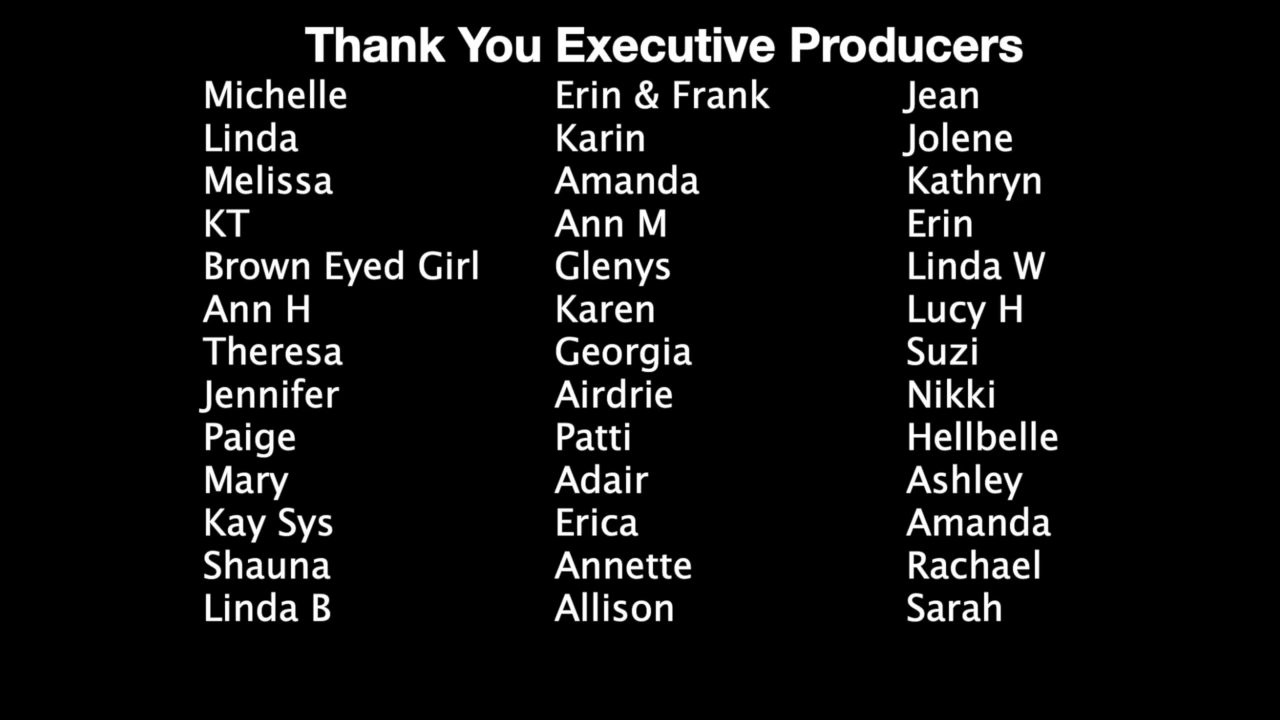 Thank You Executive Producers
Michelle
Linda
Melissa
KT
Brown Eyed Girl
Ann H
Theresa
Jennifer
Paige
Mary
Kay Sys
Shauna
Linda B
Erin & Frank
Karin
Amanda
Ann M
Glenys
Karen
Georgia
Airdrie
Patti
Adair
Erica
Annette
Allison
Jean
Jolene
Kathryn
Erin
Linda W
Lucy H
Suzi
Nikki
Hellbelle
Ashley
Amanda
Rachael
Sarah